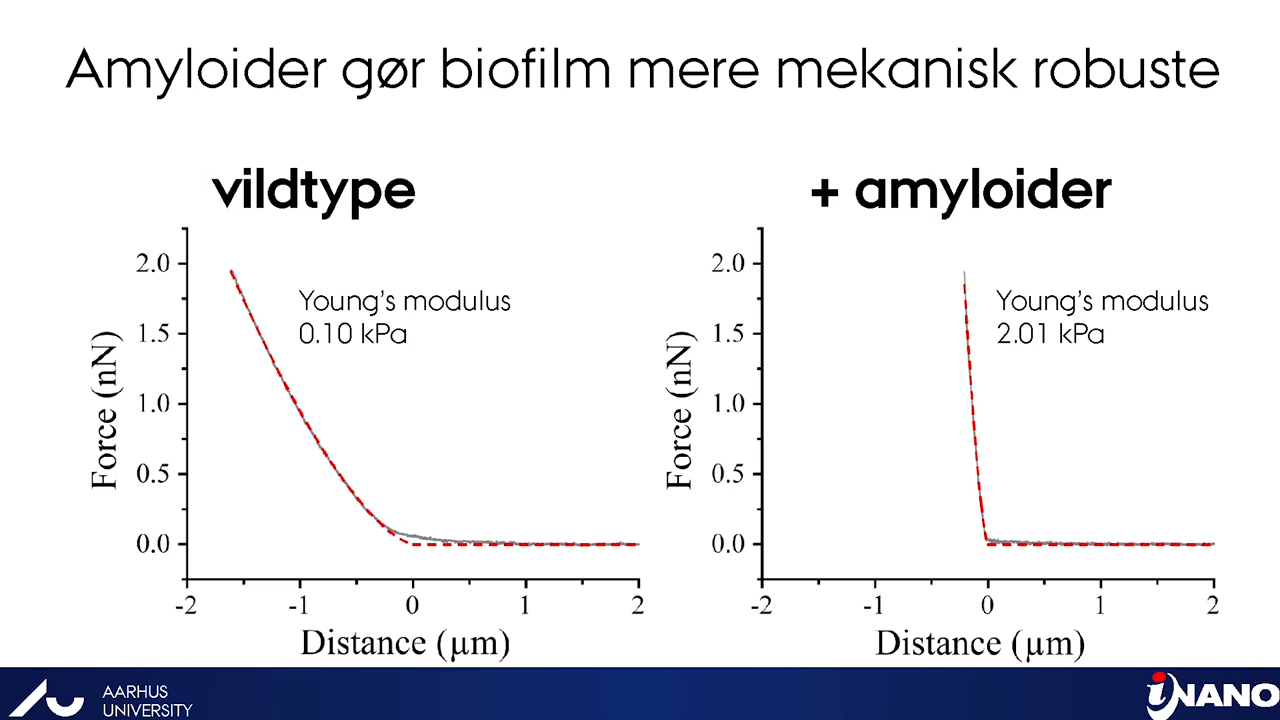 Amyloider gør biofilm mere mekanisk robuste
vildtype
2.0
1.5
1.0
0.5
0.0
-2
-1
0
1
2
Force (nN)
Distance (µm)
Young's modulus
0.10 kPa
+ amyloider
2.0
1.5
1.0
0.5
0.0
-2
-1
0
1
2
Force (nN)
Distance (µm)
Young's modulus
2.01 kPa
AARHUS
UNIVERSITY
iNANO